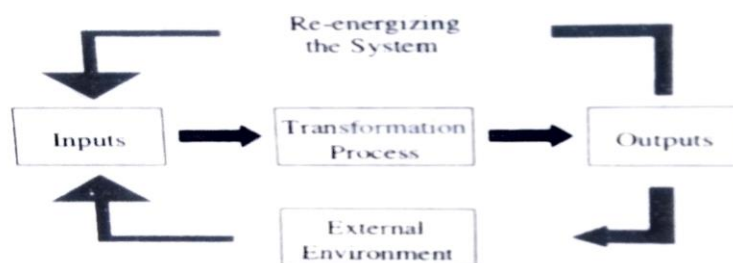 Re-energizing
the System
Inputs
Transformation
Process
Outputs
External
Environment